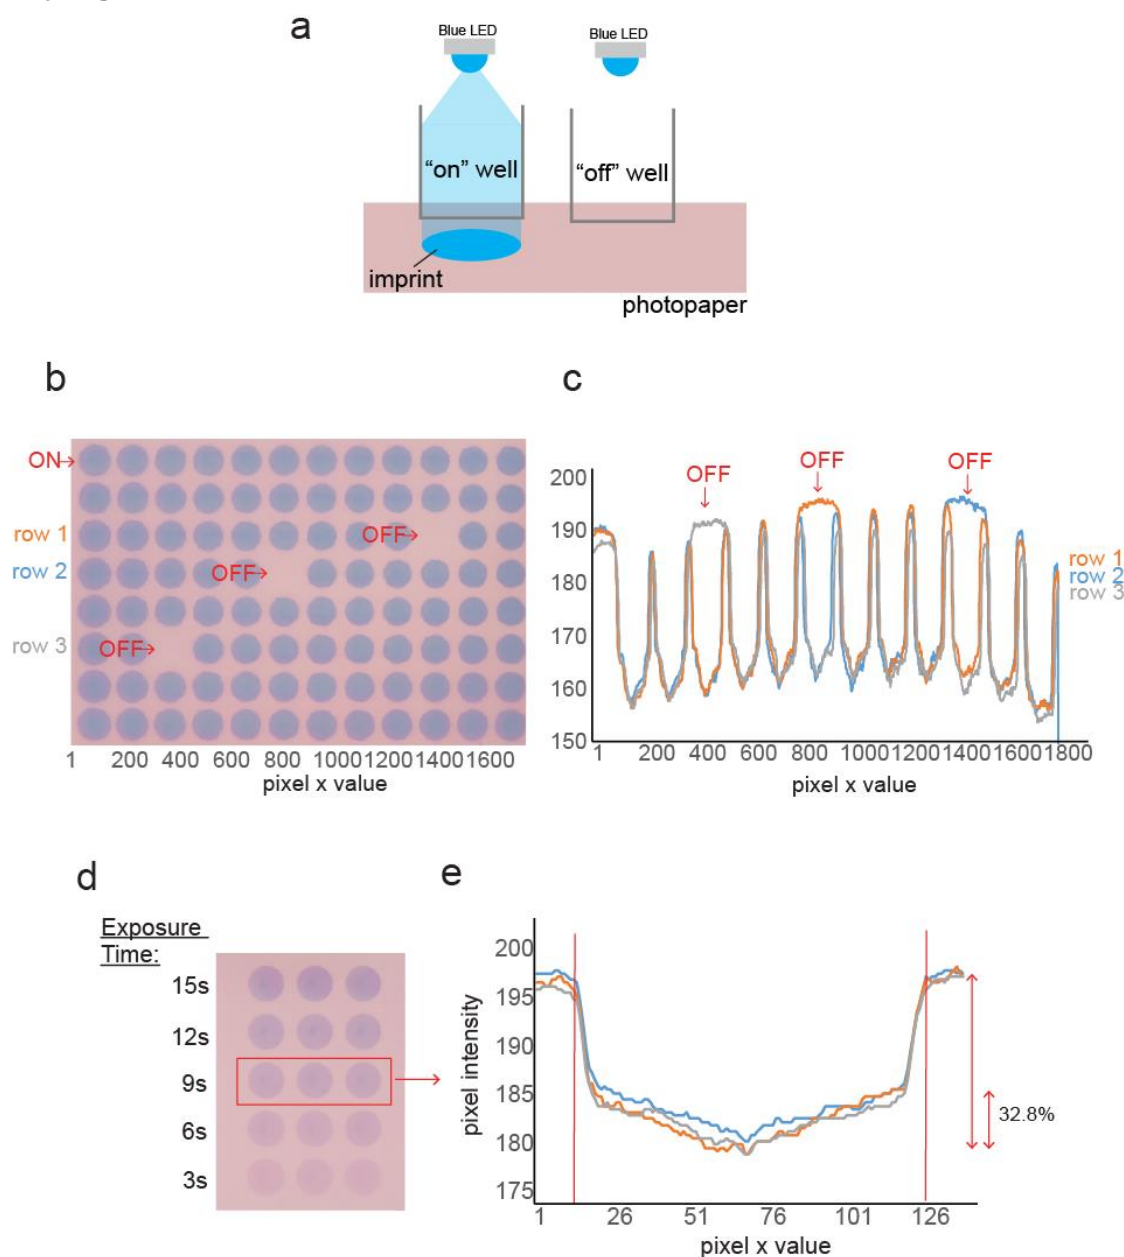 a
Blue LED
Blue LED
“on” well
“off” well
imprint
photopaper
b
ON
row 1
OFF
row 2
OFF
row 3
OFF
1 200 400 600 800 1000 1200 1400 1600
pixel x value
c
OFF
OFF
OFF
200
190
180
170
160
150
row 1
row 2
row 3
1 200 400 600 800 1000 1200 1400 1600 1800
pixel x value
d
Exposure
Time:
15s
12s
9s
6s
3s
e
pixel intensity
200
195
190
185
180
175
32.8%
1 26 51 76 101 126
pixel x value